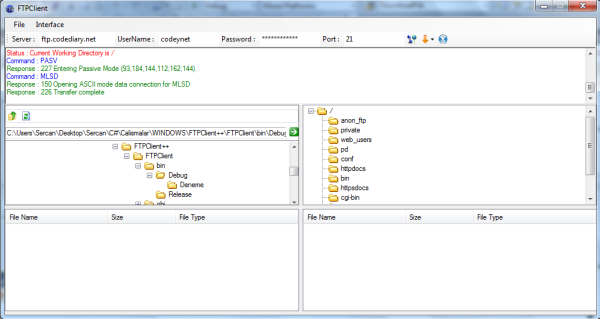 FTPClient
File Interface
Server : ftp.codediary.net UserName : codeynet Password : ************ Port : 21
Status : Current Working Directory is /
Command : PASV
Response : 227 Entering Passive Mode (93,184,144,112,162,144).
Command : MLSD
Response : 150 Opening ASCII mode data connection for MLSD
Response : 226 Transfer complete
C:\Users\Sercan\Desktop\Sercan\C#\Calismalar\WINDOWS\FTPClient++\FTPClient\bin\Debug
FTPClient++
FTPClient
bin
Debug
Deneme
Release
obj
/
anon_ftp
private
web_users
pd
conf
httpdocs
bin
httpsdocs
cgi-bin
File Name Size File Type
File Name Size File Type